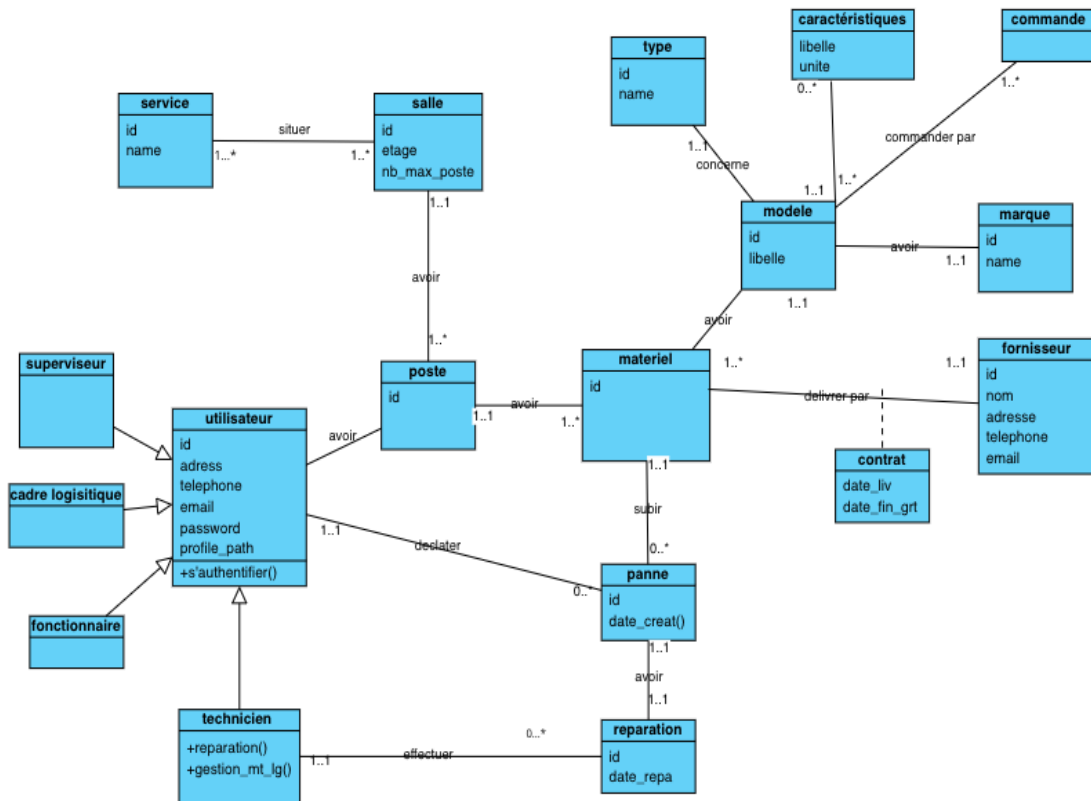 caractéristiques
libelle
unite
0..*
commande
1..*
type
id
name
1..1
concerne
commander par
1..1
1..*
service
id
name
1...*
situer
1..*
salle
id
etage
nb_max_poste
1..1
modele
id
libelle
1..1
avoir
1..1
marque
id
name
avoir
1..*
avoir
superviseur
poste
id
1..1
avoir
1..*
materiel
id
1..1
1..*
delivrer par
1..1
fornisseur
id
nom
adresse
telephone
email
contrat
date_liv
date_fin_grt
utilisateur
id
adress
telephone
email
password
profile_path
+s'authentifier()
avoir
cadre logisitique
fonctionnaire
1..1
declater
0..*
subir
0..*
panne
id
date_creat()
1..1
avoir
1..1
technicien
+reparation()
+gestion_mt_lg()
1..1
effectuer
0...*
reparation
id
date_repa